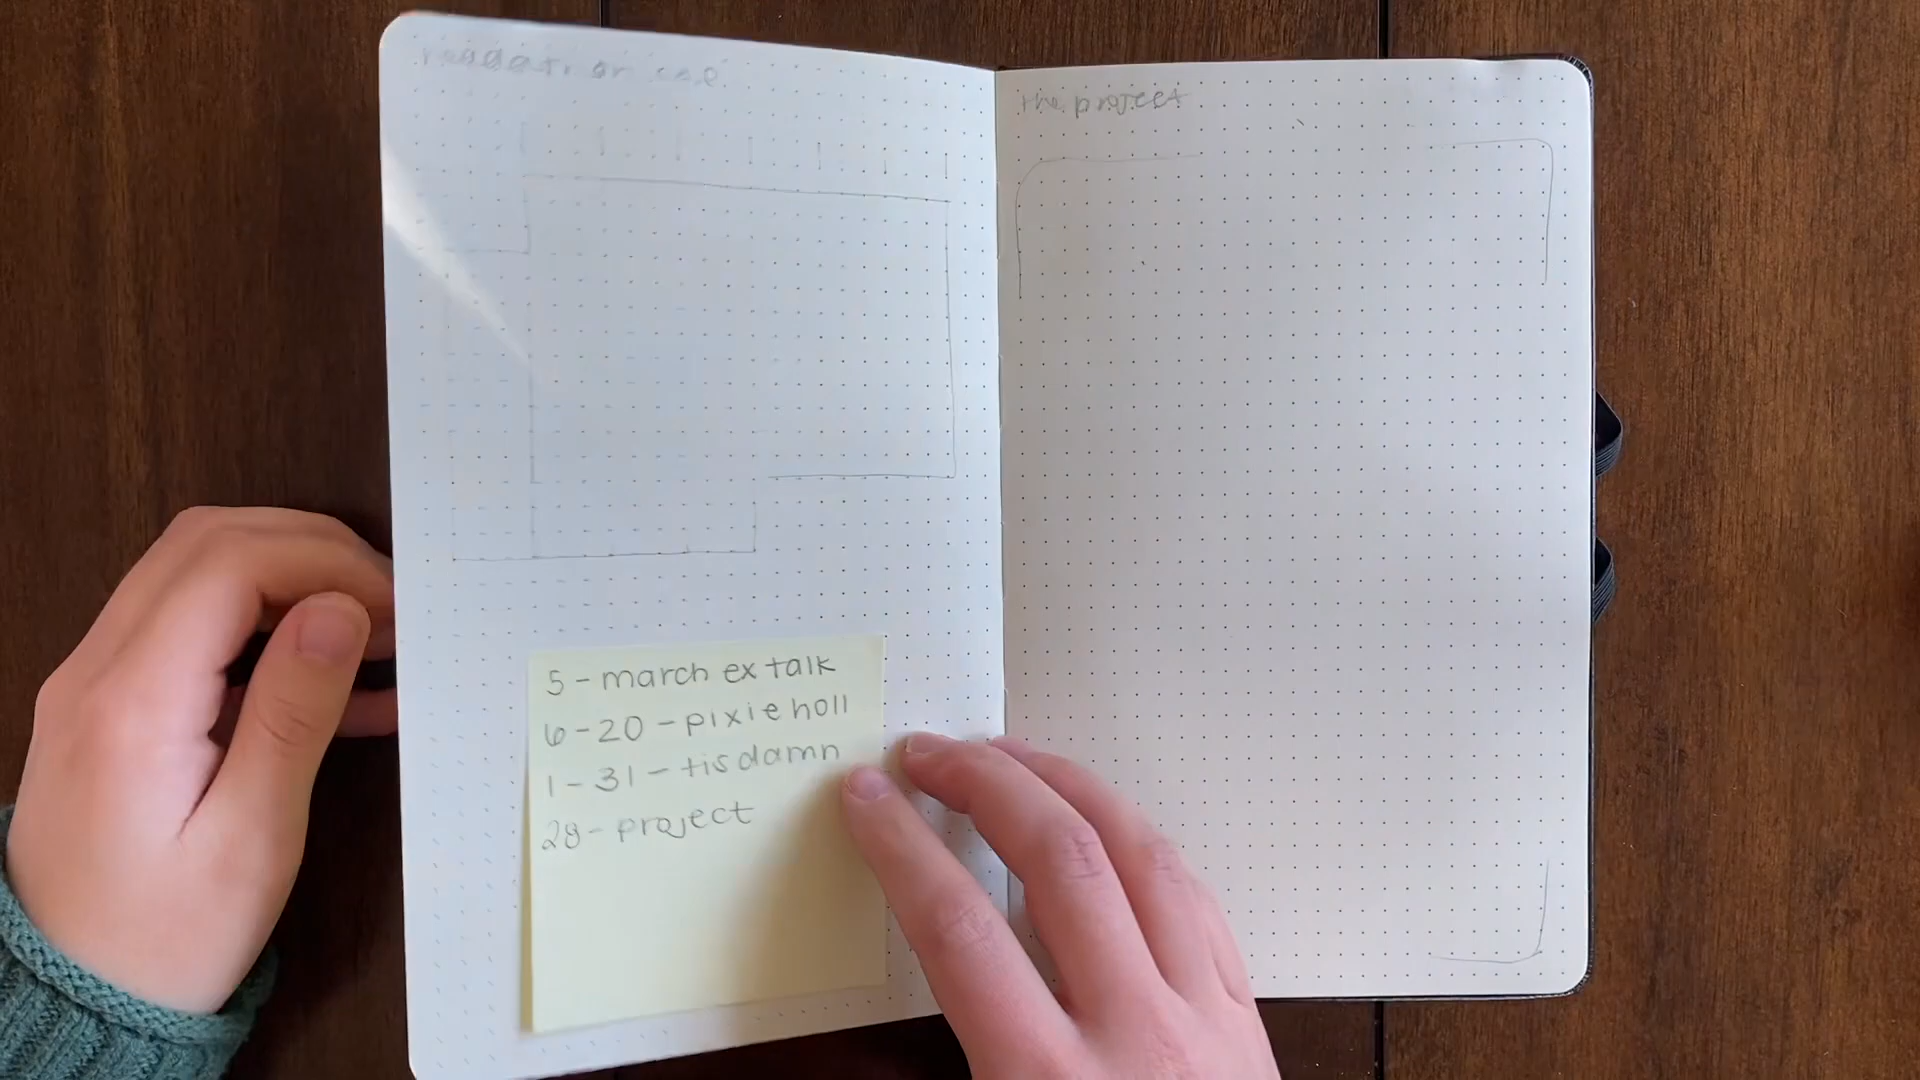 the project
5 - march ex talk
6 - 20 - pixie holl
1 - 31 - tis damn
28 - project